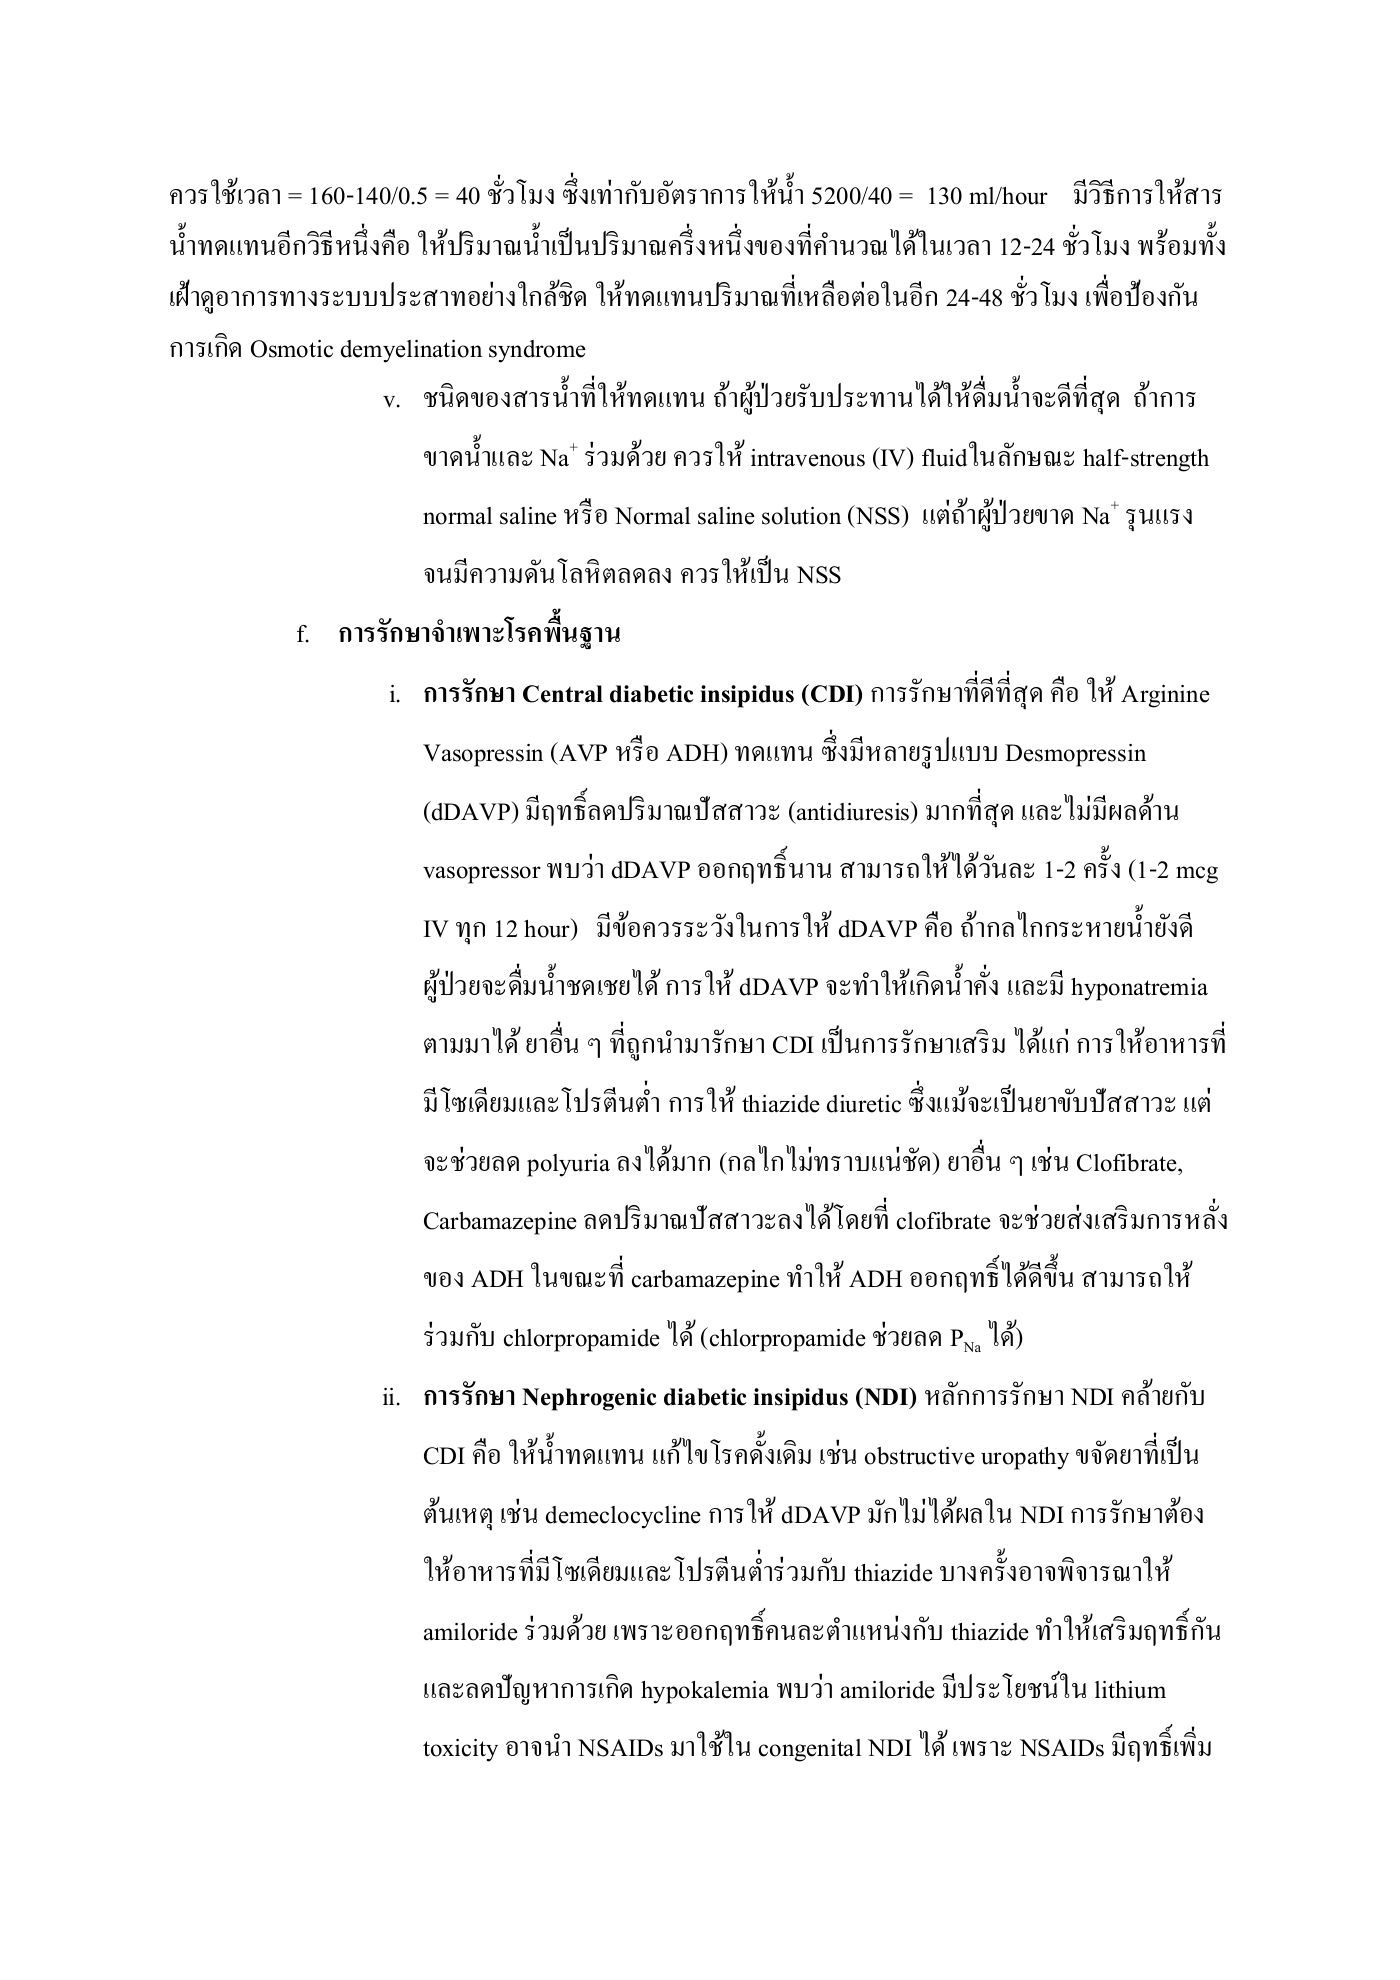 ควรใช้เวลา = 160-140/0.5 = 40 ชั่วโมง ซึ่งเท่ากับอัตราการให้น้ำ 5200/40 = 130 ml/hour มีวิธีการให้สาร
น้ำทดแทนอีกวิธีหนึ่งคือ ให้ปริมาณน้ำเป็นปริมาณครึ่งหนึ่งของที่คำนวณได้ในเวลา 12-24 ชั่วโมง พร้อมทั้ง
เฝ้าดูอาการทางระบบประสาทอย่างใกล้ชิด ให้ทดแทนปริมาณที่เหลือต่อในอีก 24-48 ชั่วโมง เพื่อป้องกัน
การเกิด Osmotic demyelination syndrome
v. ชนิดของสารน้ำที่ให้ทดแทน ถ้าผู้ป่วยรับประทานได้ให้ดื่มน้ำจะดีที่สุด ถ้าการ
ขาดน้ำและ Na⁺ ร่วมด้วย ควรให้ intravenous (IV) fluidในลักษณะ half-strength
normal saline หรือ Normal saline solution (NSS) แต่ถ้าผู้ป่วยขาด Na⁺ รุนแรง
จนมีความดันโลหิตลดลง ควรให้เป็น NSS
f. การรักษาจำเพาะโรคพื้นฐาน
i. การรักษา Central diabetic insipidus (CDI) การรักษาที่ดีที่สุด คือ ให้ Arginine
Vasopressin (AVP หรือ ADH) ทดแทน ซึ่งมีหลายรูปแบบ Desmopressin
(dDAVP) มีฤทธิ์ลดปริมาณปัสสาวะ (antidiuresis) มากที่สุด และไม่มีผลด้าน
vasopressor พบว่า dDAVP ออกฤทธิ์นาน สามารถให้ได้วันละ 1-2 ครั้ง (1-2 mcg
IV ทุก 12 hour) มีข้อควรระวังในการให้ dDAVP คือ ถ้ากลไกกระหายน้ำยังดี
ผู้ป่วยจะดื่มน้ำชดเชยได้ การให้ dDAVP จะทำให้เกิดน้ำคั่ง และมี hyponatremia
ตามมาได้ ยาอื่น ๆ ที่ถูกนำมารักษา CDI เป็นการรักษาเสริม ได้แก่ การให้อาหารที่
มีโซเดียมและโปรตีนต่ำ การให้ thiazide diuretic ซึ่งแม้จะเป็นยาขับปัสสาวะ แต่
จะช่วยลด polyuria ลงได้มาก (กลไกไม่ทราบแน่ชัด) ยาอื่น ๆ เช่น Clofibrate,
Carbamazepine ลดปริมาณปัสสาวะลงได้โดยที่ clofibrate จะช่วยส่งเสริมการหลั่ง
ของ ADH ในขณะที่ carbamazepine ทำให้ ADH ออกฤทธิ์ได้ดีขึ้น สามารถให้
ร่วมกับ chlorpropamide ได้ (chlorpropamide ช่วยลด PNa ได้)
ii. การรักษา Nephrogenic diabetic insipidus (NDI) หลักการรักษา NDI คล้ายกับ
CDI คือ ให้น้ำทดแทน แก้ไขโรคดั้งเดิม เช่น obstructive uropathy ขจัดยาที่เป็น
ต้นเหตุ เช่น demeclocycline การให้ dDAVP มักไม่ได้ผลใน NDI การรักษาต้อง
ให้อาหารที่มีโซเดียมและโปรตีนต่ำร่วมกับ thiazide บางครั้งอาจพิจารณาให้
amiloride ร่วมด้วย เพราะออกฤทธิ์คนละตำแหน่งกับ thiazide ทำให้เสริมฤทธิ์กัน
และลดปัญหาการเกิด hypokalemia พบว่า amiloride มีประโยชน์ใน lithium
toxicity อาจนำ NSAIDs มาใช้ใน congenital NDI ได้ เพราะ NSAIDs มีฤทธิ์เพิ่ม